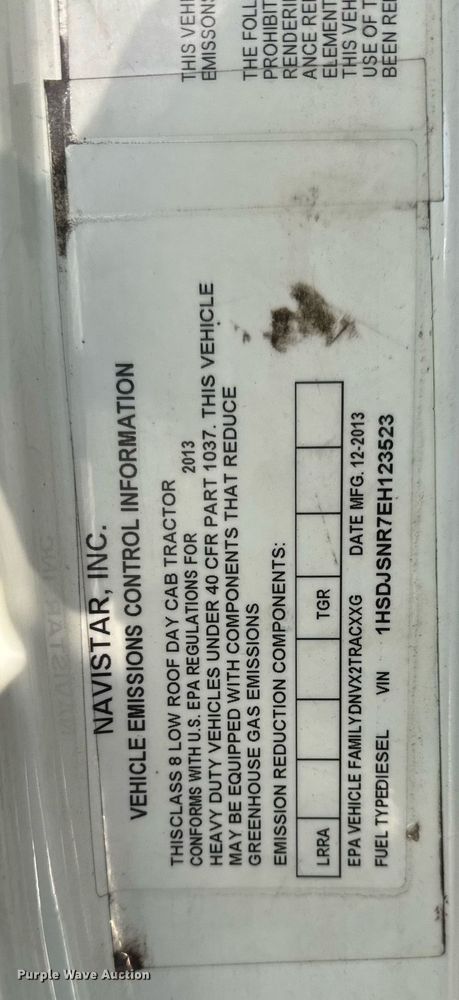 NAVISTAR, INC.
VEHICLE EMISSIONS CONTROL INFORMATION
THISCLASS 8 LOW ROOF DAY CAB TRACTOR
CONFORMS WITH U.S. EPA REGULATIONS FOR 2013
HEAVY DUTY VEHICLES UNDER 40 CFR PART 1037. THIS VEHICLE
MAY BE EQUIPPED WITH COMPONENTS THAT REDUCE
GREENHOUSE GAS EMISSIONS
EMISSION REDUCTION COMPONENTS:
LRRA TGR
EPA VEHICLE FAMILYDNVX2TRACXXG DATE MFG. 12-2013
FUEL TYPEDIESEL VIN 1HSDJSNR7EH123523
THIS VEHI
EMISSONS
THE FOLL
PROHIBIT
RENDERI
ANCE RE
ELEMENT
THIS VEH
USE OF T
BEEN RE
Purple Wave Auction